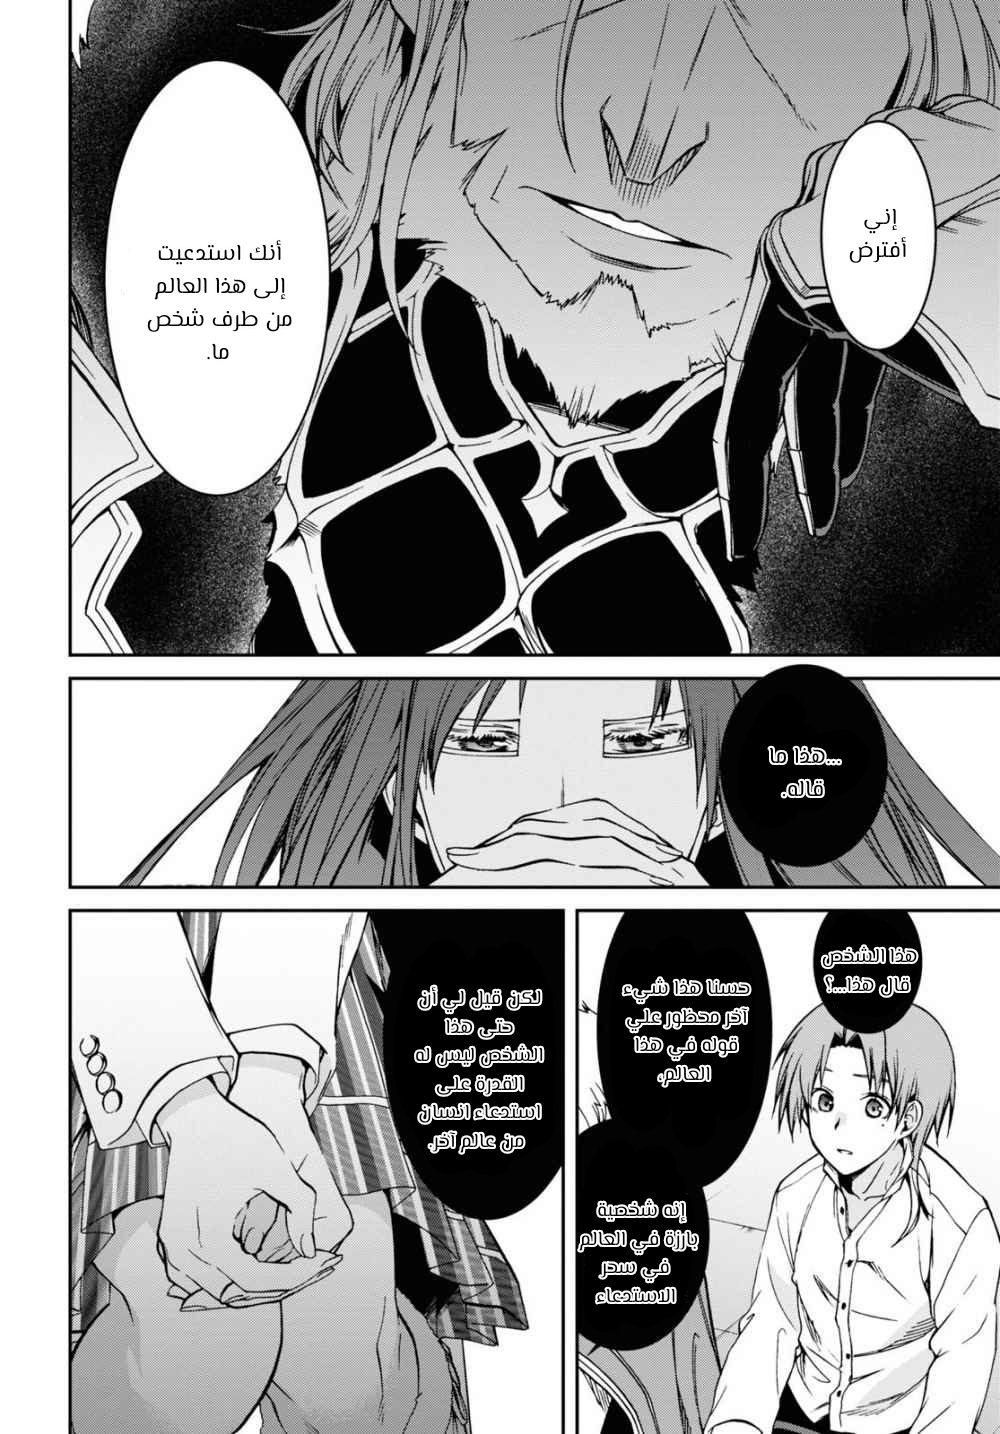 إني
أفترض
أنك استدعيت
إلى هذا العالم
من طرف شخص
ما.
...هذا ما
قاله.
هذا الشخص
قال هذا...؟
حسنا هذا شيء
آخر محظور علي
قوله في هذا
العالم،
إنه شخصية
بارزة في العالم
في سحر
الاستدعاء
لكن قيل لي أن
حتى هذا
الشخص ليس له
القدرة على
استدعاء انسان
من عالم آخر.